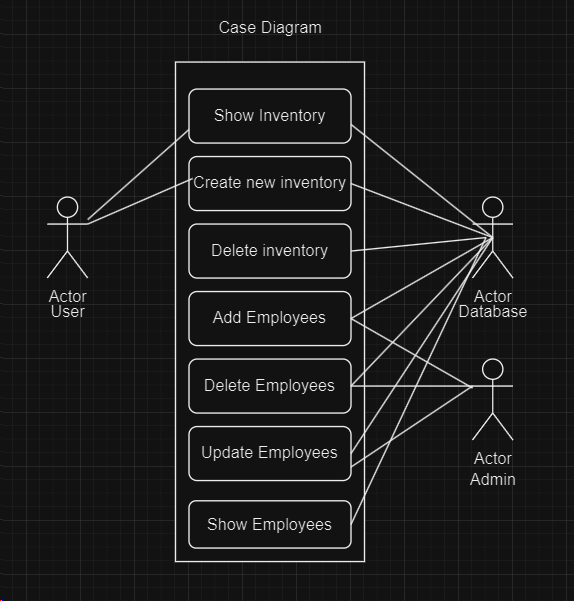 Case Diagram
Show Inventory
Create new inventory
Delete inventory
Add Employees
Delete Employees
Update Employees
Show Employees
Actor
User
Actor
Database
Actor
Admin